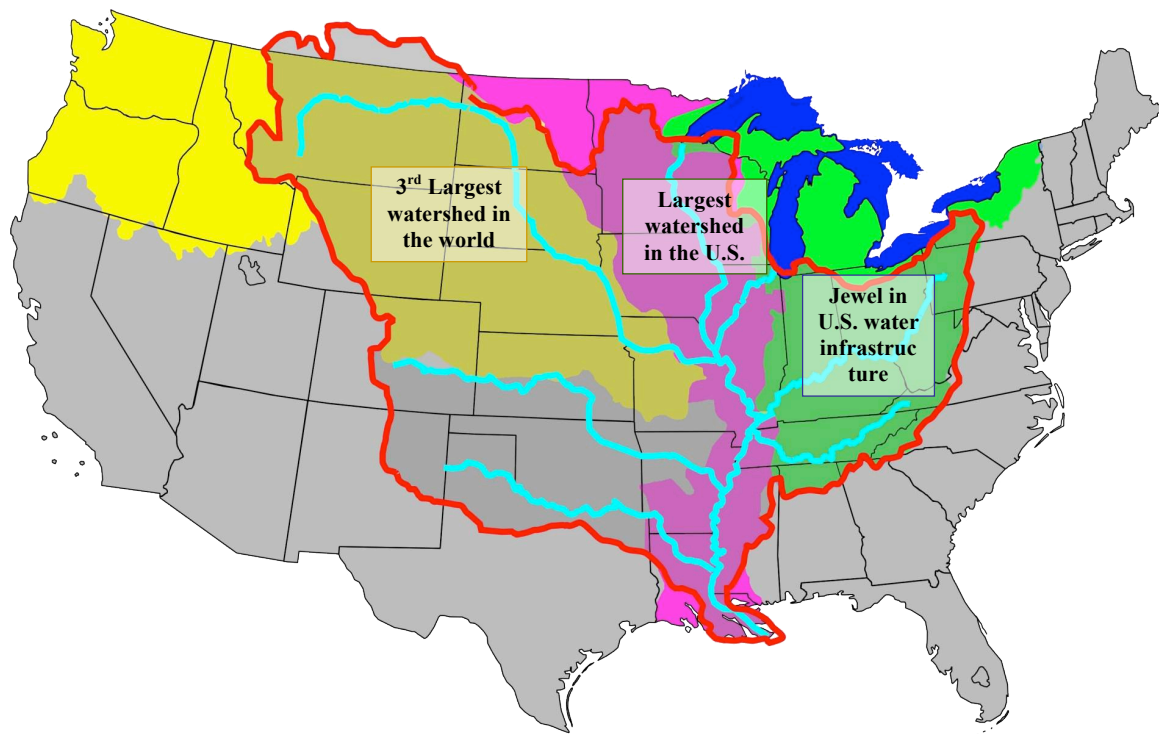 3rd Largest
watershed in
the world
Largest
watershed
in the U.S.
Jewel in
U.S. water
infrastruc
ture